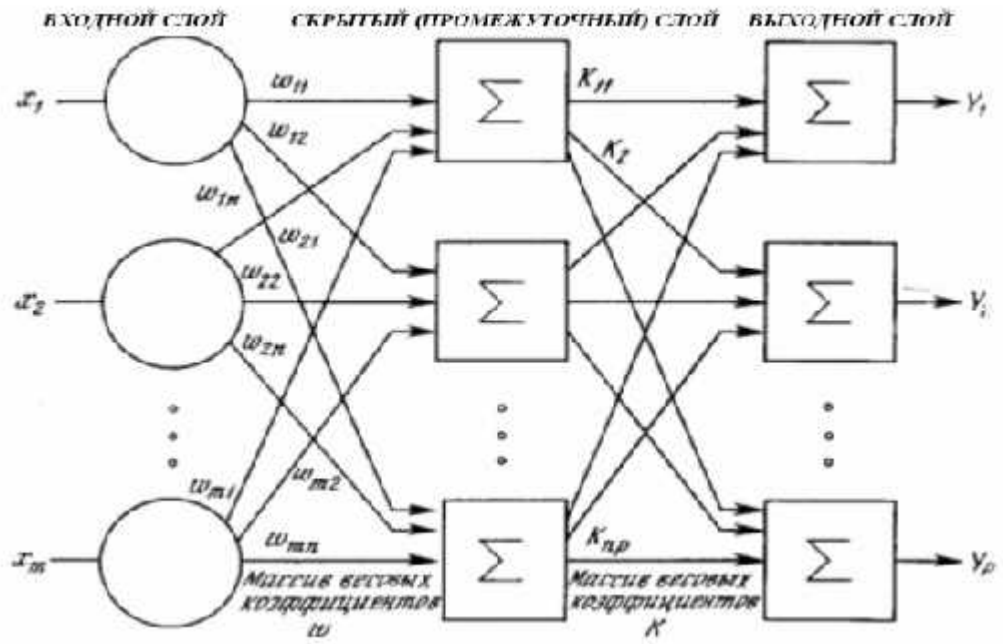 ВХОДНОЙ СЛОЙ
СКРЫТЫЙ (ПРОМЕЖУТОЧНЫЙ) СЛОЙ
ВЫХОДНОЙ СЛОЙ
x₁
w₁₁
Σ
K₁₁
Σ
Y₁
w₁₂
K₂
w₁ₙ
w₂₁
x₂
w₂₂
Σ
Σ
Yᵢ
w₂ₙ
wₘ₁
wₘ₂
xₘ
wₘₙ
Σ
Kₙₚ
Σ
Yₚ
Массив весовых
коэффициентов
w
Массив весовых
коэффициентов
K